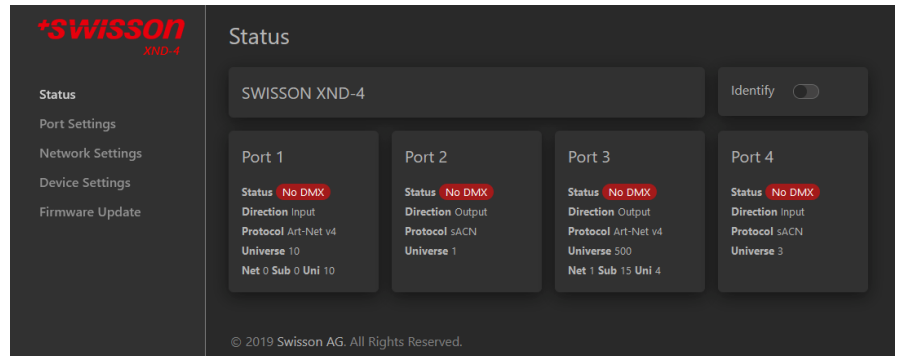 +swisson
XND-4
Status
Port Settings
Network Settings
Device Settings
Firmware Update
Status
SWISSON XND-4
Identify
Port 1
Status No DMX
Direction Input
Protocol Art-Net v4
Universe 10
Net 0 Sub 0 Uni 10
Port 2
Status No DMX
Direction Output
Protocol sACN
Universe 1
Port 3
Status No DMX
Direction Output
Protocol Art-Net v4
Universe 500
Net 1 Sub 15 Uni 4
Port 4
Status No DMX
Direction Input
Protocol sACN
Universe 3
© 2019 Swisson AG. All Rights Reserved.